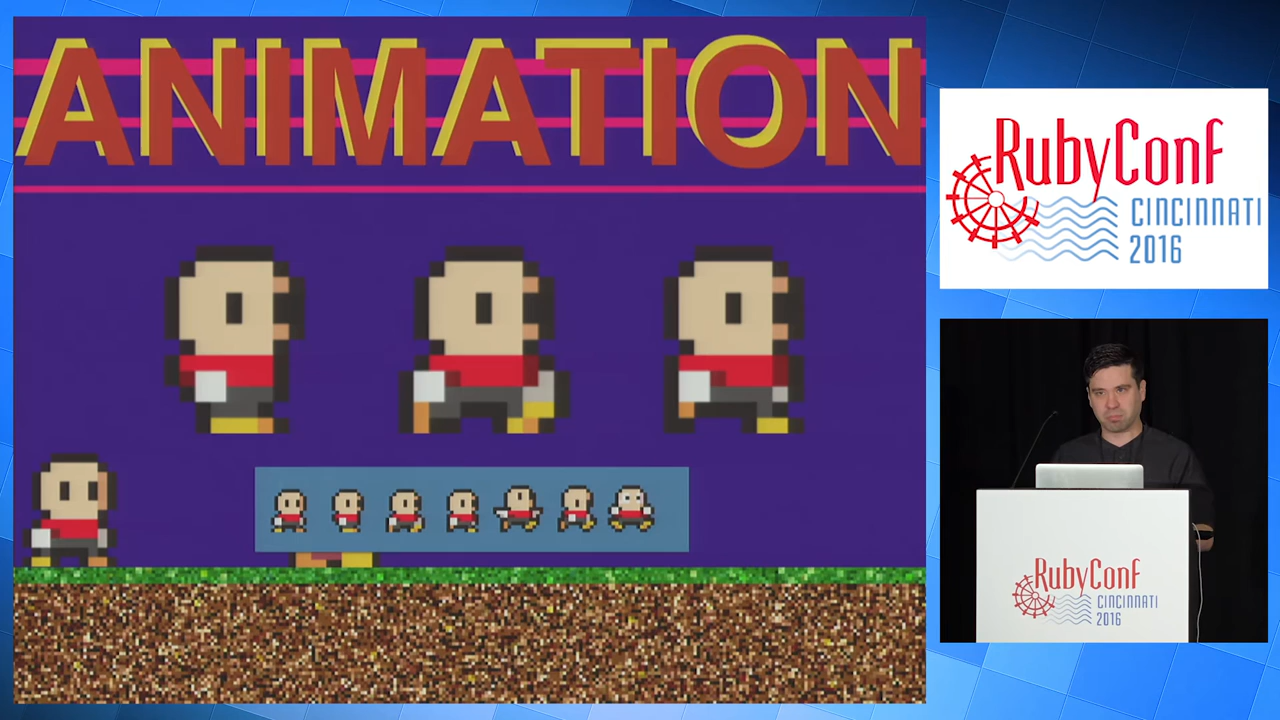 ANIMATION
RubyConf
CINCINNATI
2016
RubyConf
CINCINNATI
2016